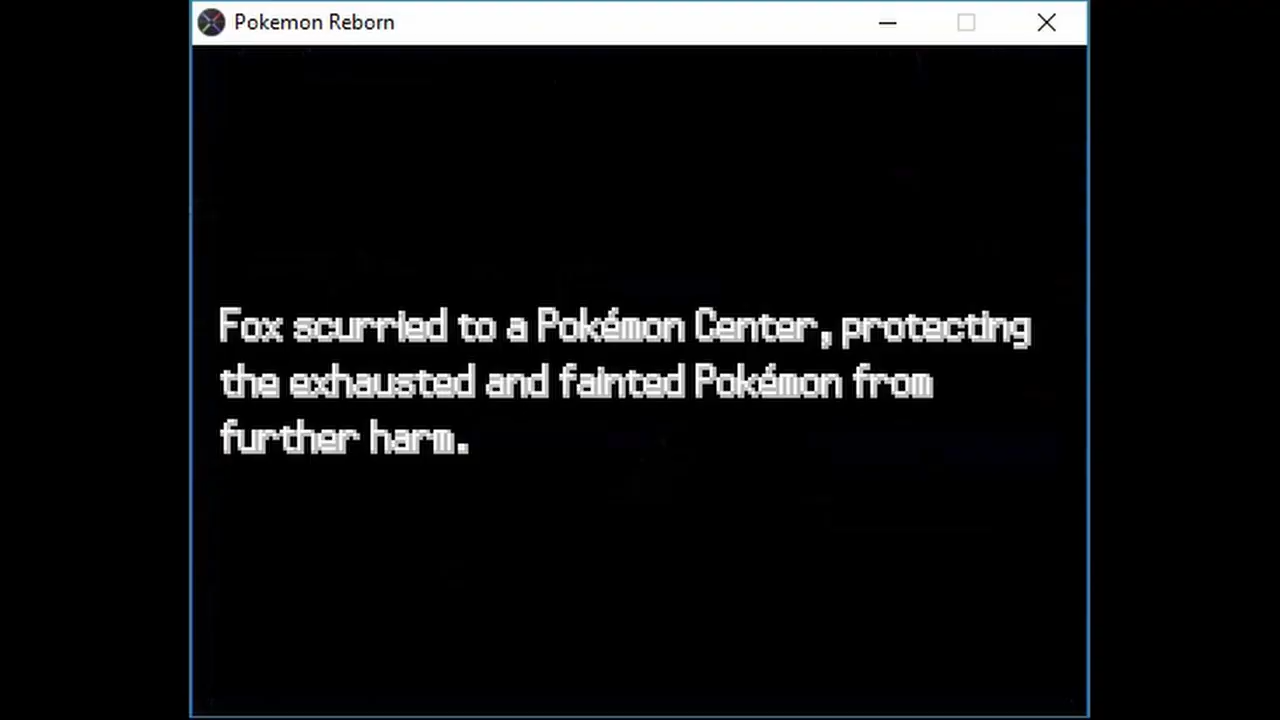 Pokemon Reborn
Fox scurried to a Pokémon Center, protecting
the exhausted and fainted Pokémon from
further harm.